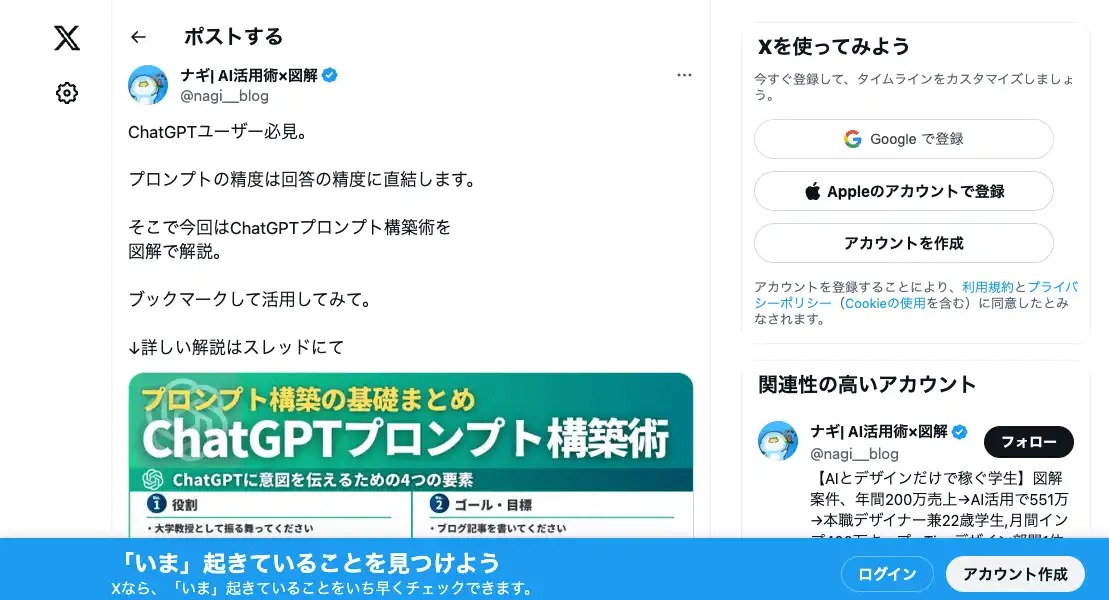 ポストする
ナギ| AI活用術×図解
@nagi__blog
ChatGPTユーザー必見。
プロンプトの精度は回答の精度に直結します。
そこで今回はChatGPTプロンプト構築術を
図解で解説。
ブックマークして活用してみて。
↓詳しい解説はスレッドにて
プロンプト構築の基礎まとめ
ChatGPTプロンプト構築術
ChatGPTに意図を伝えるための4つの要素
1 役割
・大学教授として振る舞ってください
2 ゴール・目標
・ブログ記事を書いてください
Xを使ってみよう
今すぐ登録して、タイムラインをカスタマイズしましょ
う。
Google で登録
Appleのアカウントで登録
アカウントを作成
アカウントを登録することにより、利用規約とプライバ
シーポリシー（Cookieの使用を含む）に同意したとみ
なされます。
関連性の高いアカウント
ナギ| AI活用術×図解
@nagi__blog
フォロー
【AIとデザインだけで稼ぐ学生】図解
案件、年間200万売上→AI活用で551万
→本職デザイナー兼22歳学生,月間イン
「いま」起きていることを見つけよう
Xなら、「いま」起きていることをいち早くチェックできます。
ログイン
アカウント作成